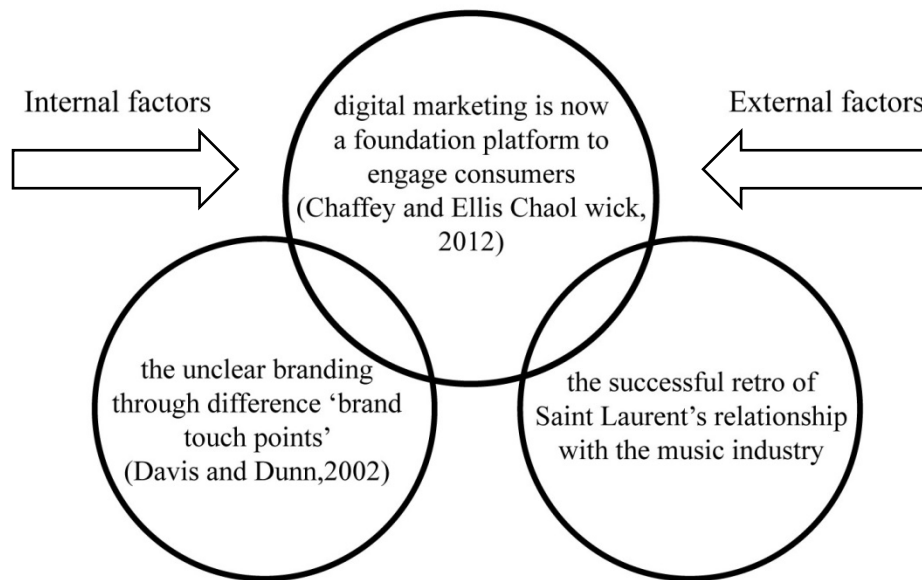 Internal factors
External factors
digital marketing is now
a foundation platform to
engage consumers
(Chaffey and Ellis Chaol wick,
2012)
the unclear branding
through difference ‘brand
touch points’
(Davis and Dunn,2002)
the successful retro of
Saint Laurent’s relationship
with the music industry